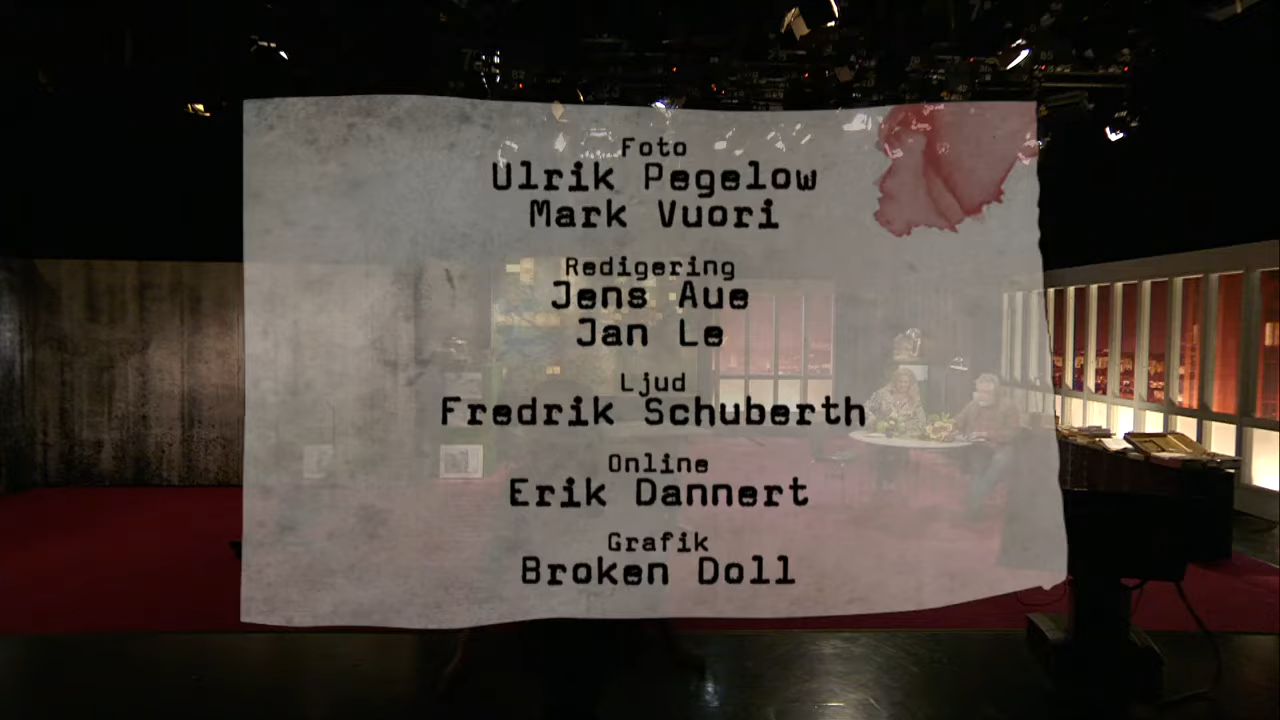 Foto
Ulrik Pegelow
Mark Vuori
Redigering
Jens Aue
Jan Le
Ljud
Fredrik Schuberth
Online
Erik Dannert
Grafik
Broken Doll